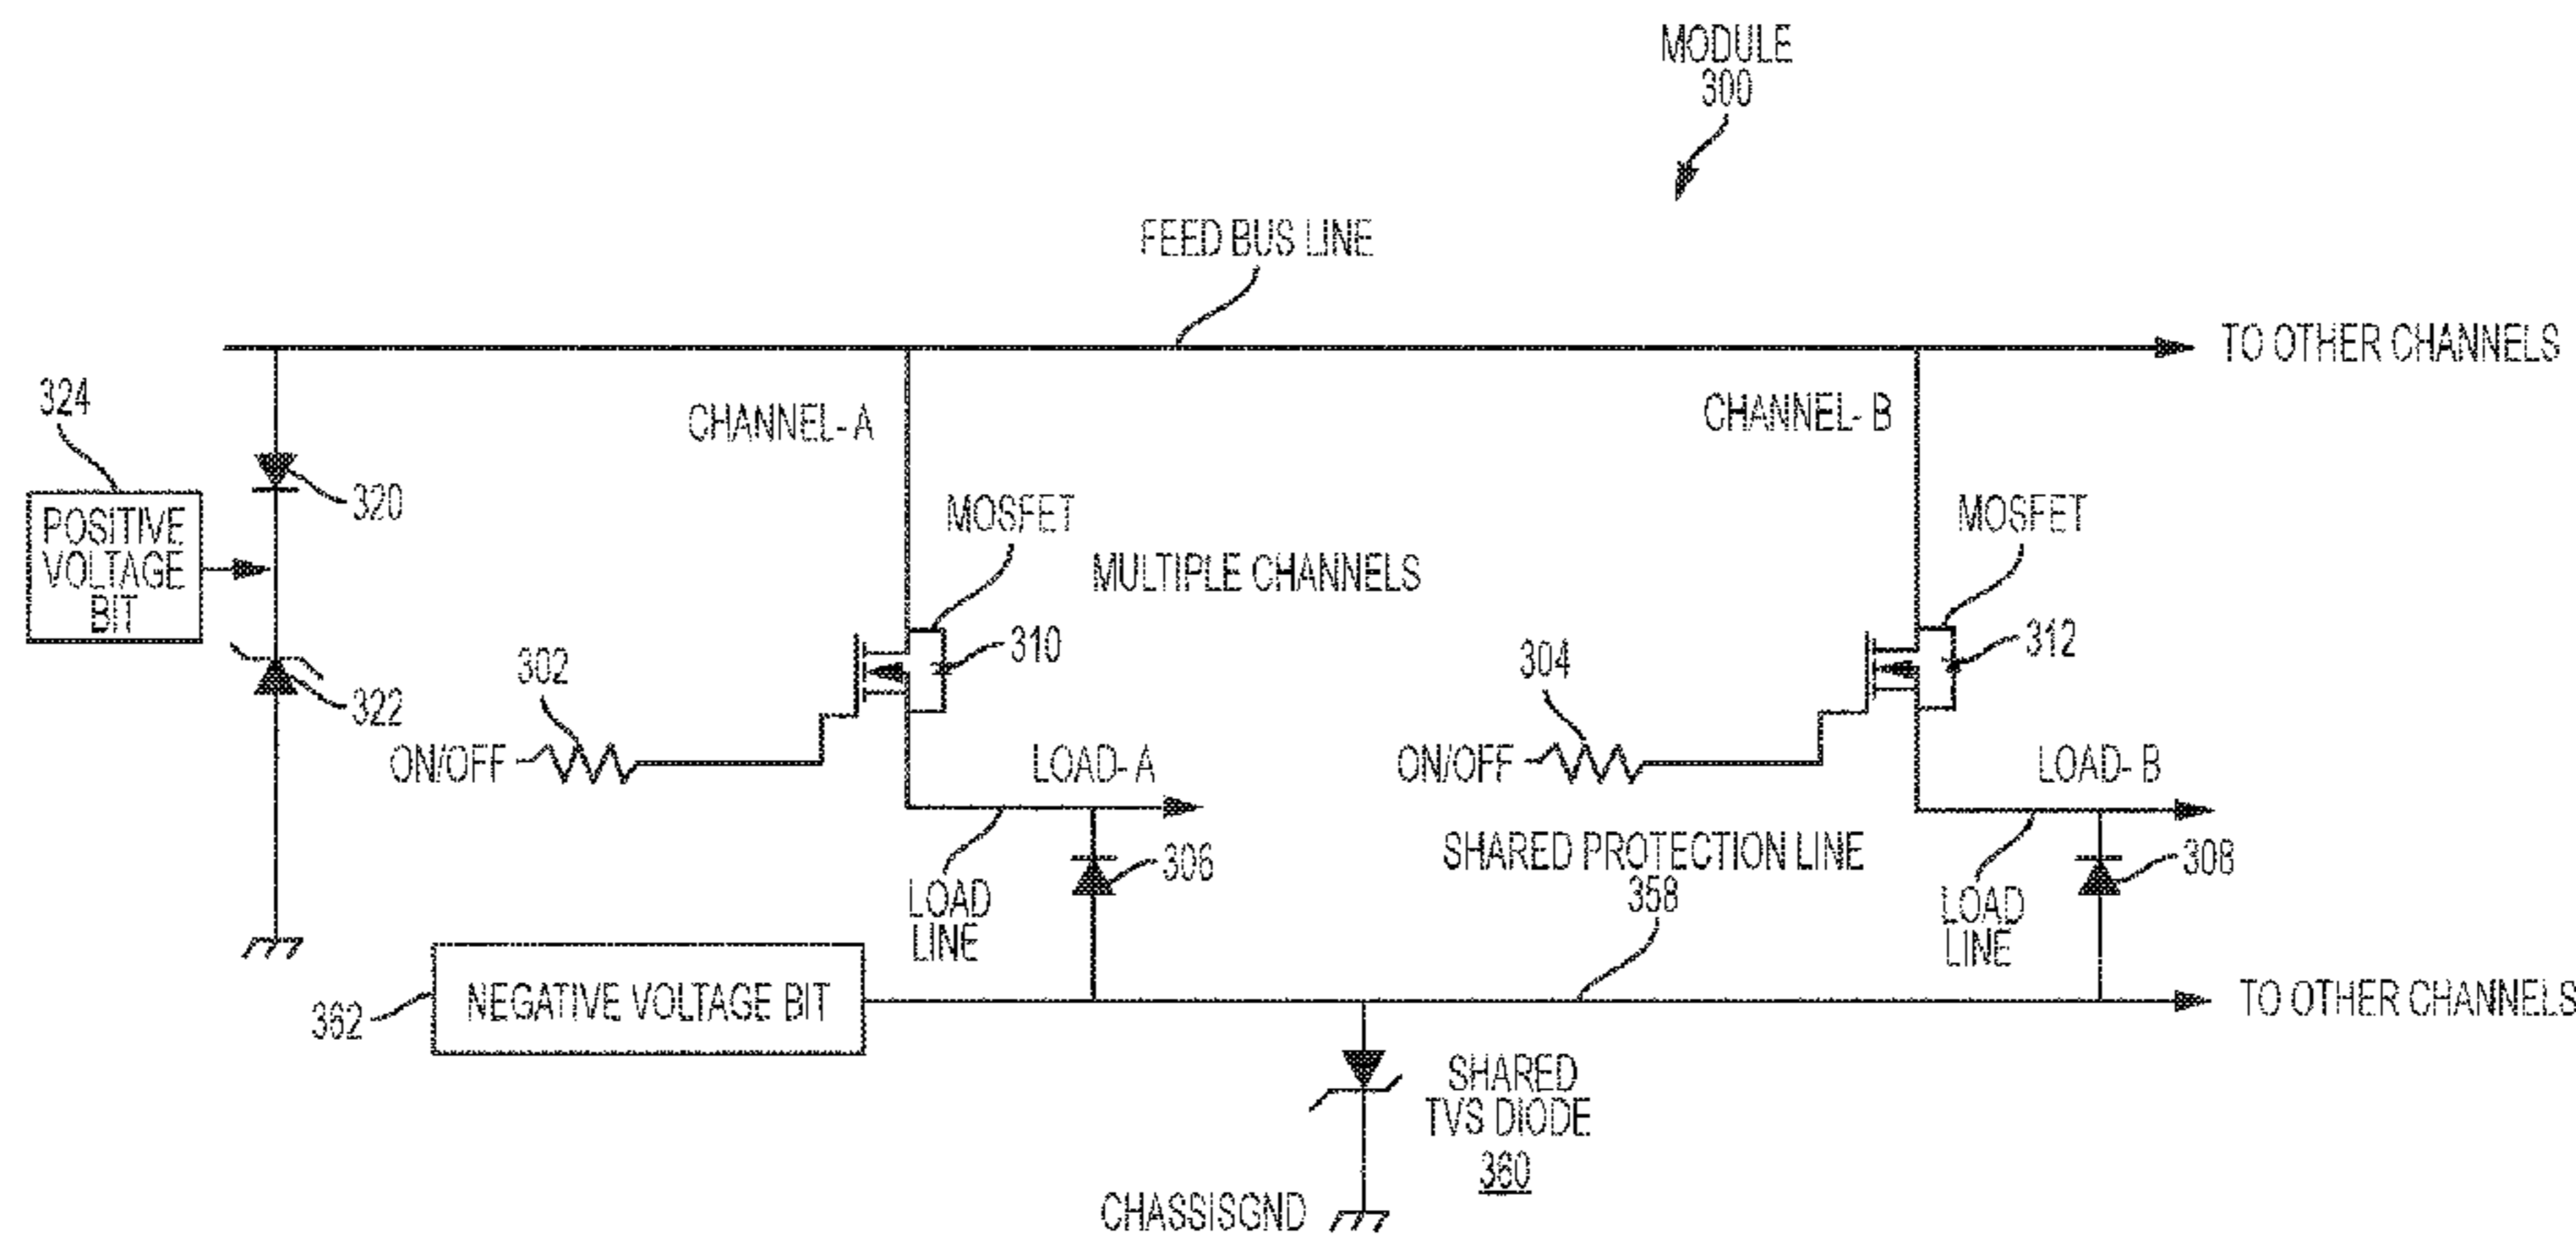 MODULE
300
FEED BUS LINE
TO OTHER CHANNELS
324
CHANNEL- A
CHANNEL- B
320
POSITIVE
VOLTAGE
BIT
MOSFET
MOSFET
MULTIPLE CHANNELS
310
312
302
304
322
ON/OFF
LOAD- A
ON/OFF
LOAD- B
306
SHARED PROTECTION LINE
358
308
LOAD
LINE
LOAD
LINE
362
NEGATIVE VOLTAGE BIT
TO OTHER CHANNELS
SHARED
TVS DIODE
360
CHASSISGND